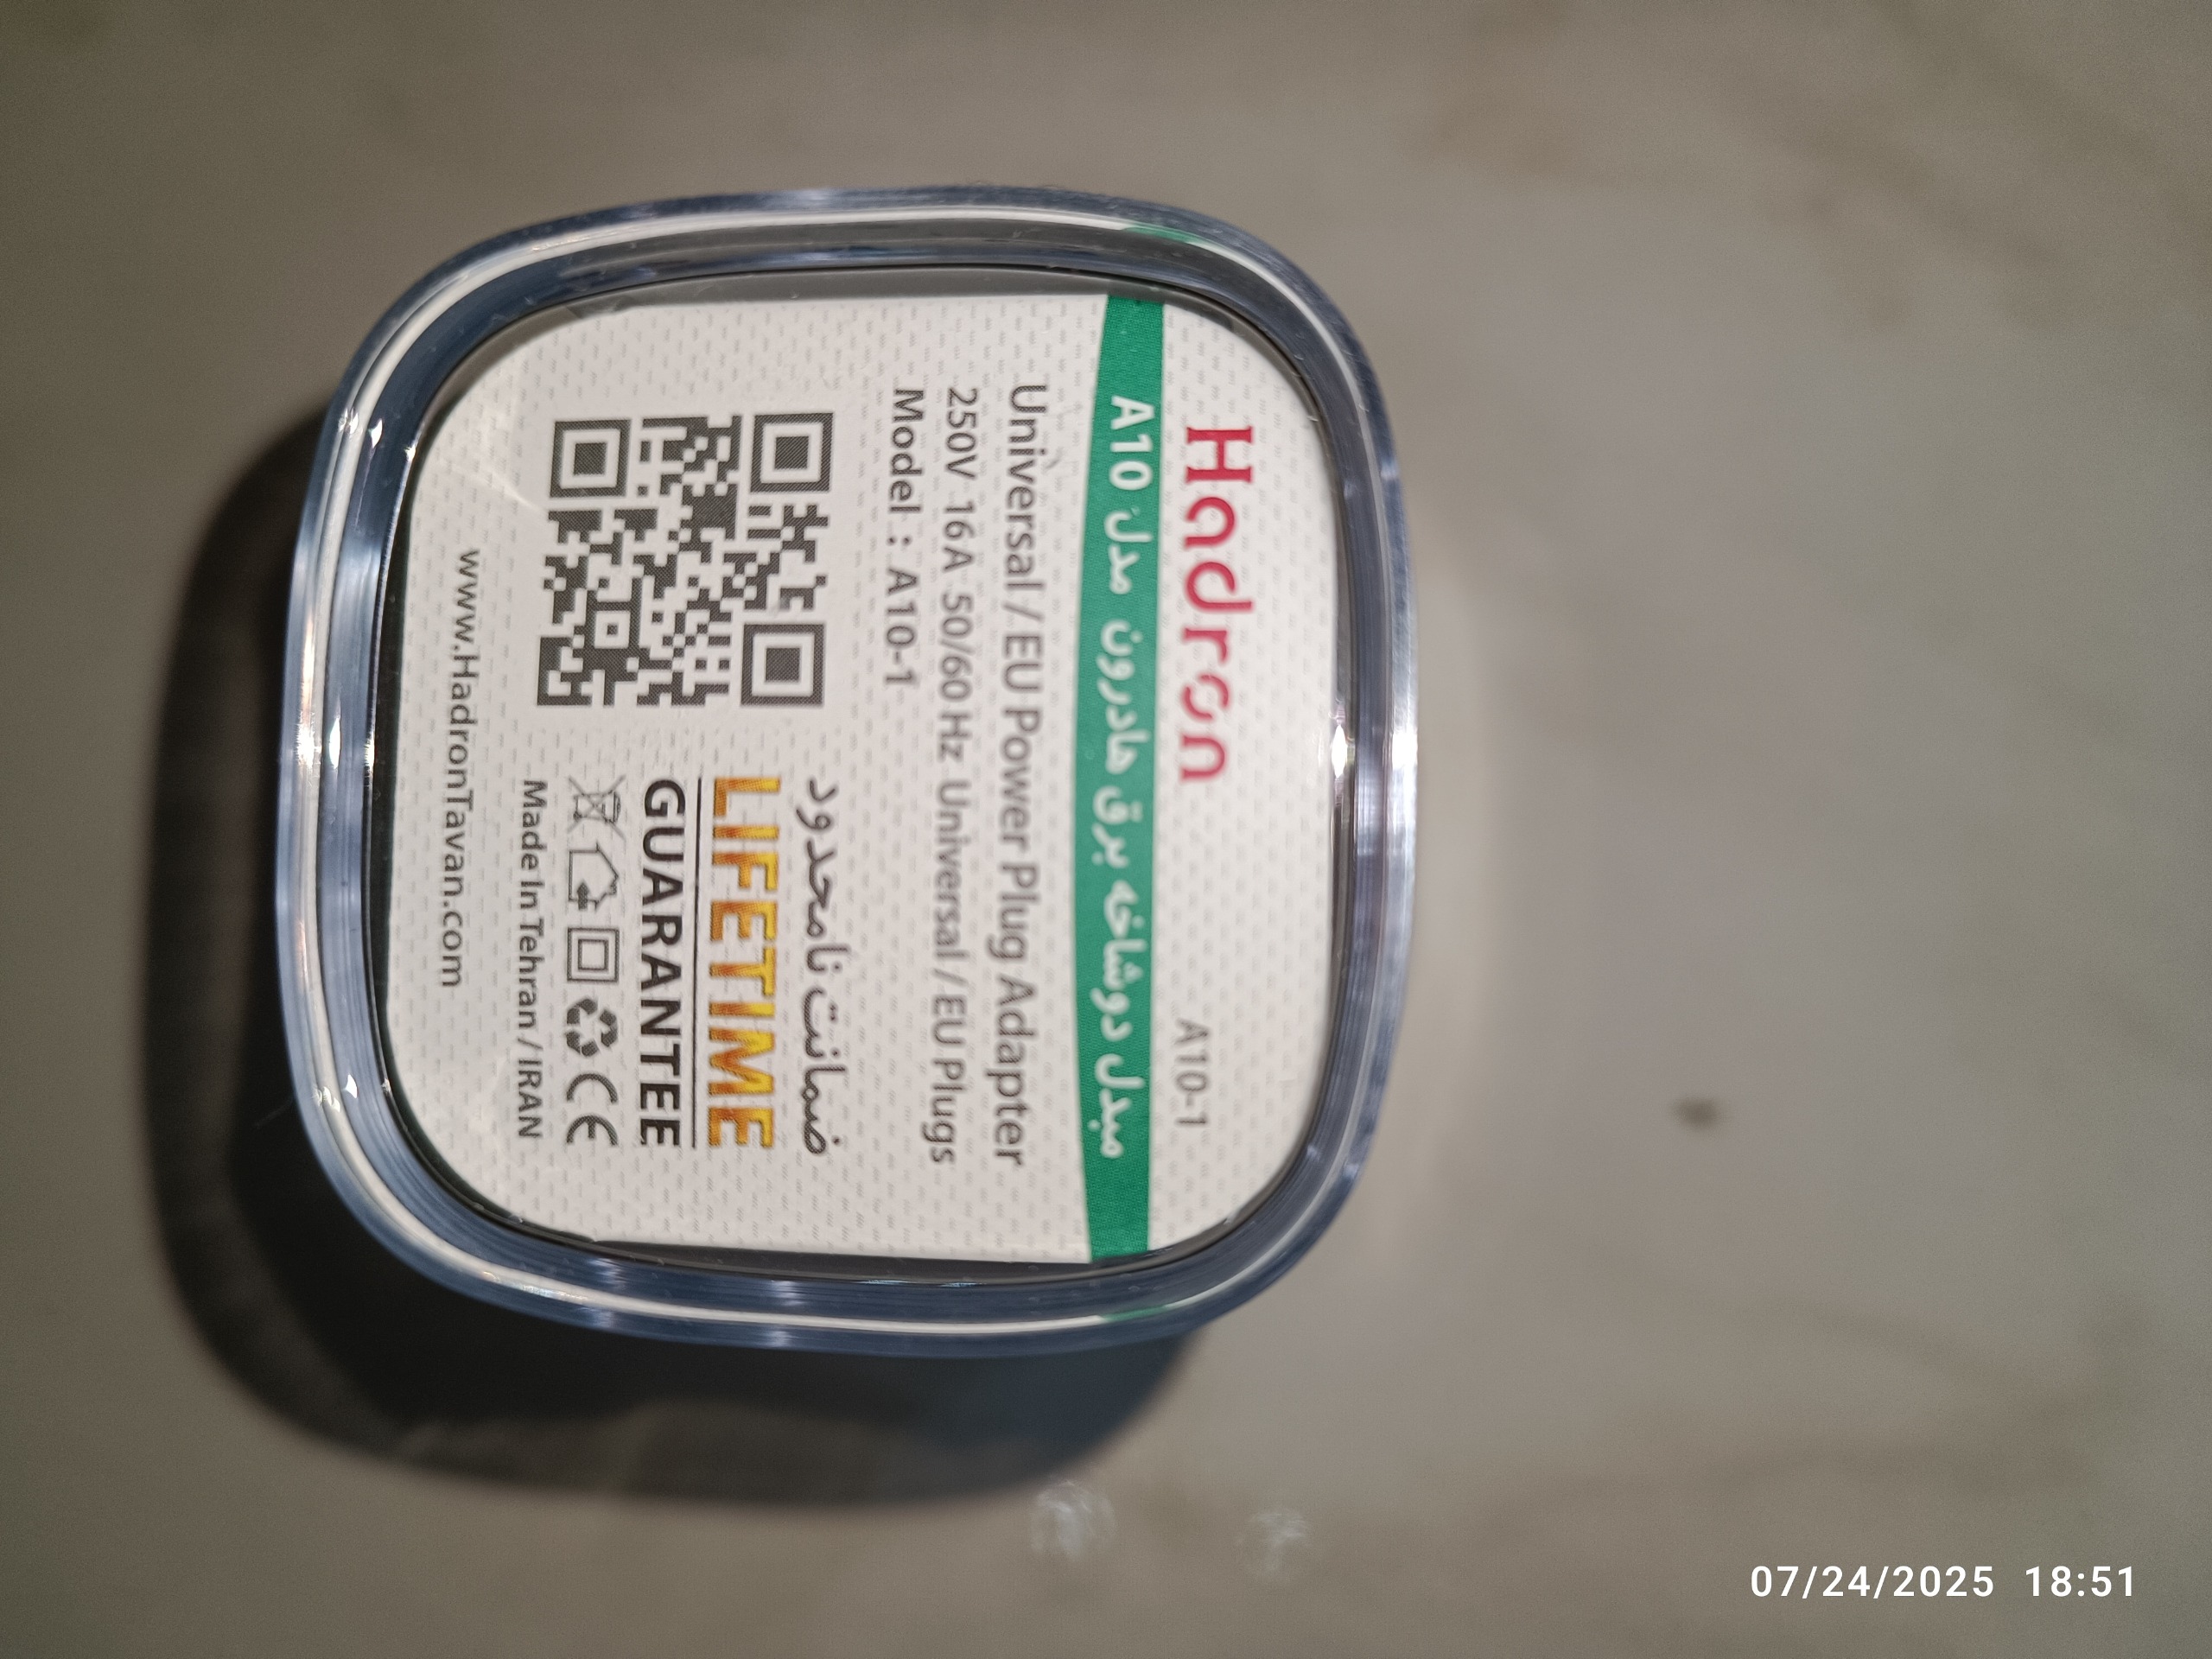 Hadron A10-1
مبدل دوشاخه برق هادرون مدل A10
Universal / EU Power Plug Adapter
250V 16A 50/60 Hz Universal / EU Plugs
Model : A10-1
ضمانت نامحدود
LIFETIME
GUARANTEE
CE
Made In Tehran / IRAN
www.HadronTavan.com
07/24/2025 18:51